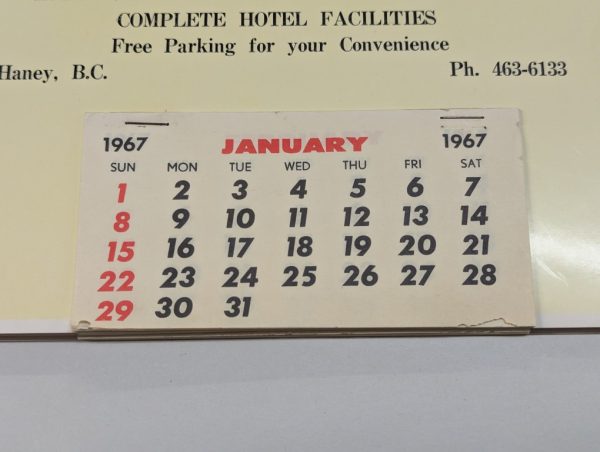 COMPLETE HOTEL FACILITIES
Free Parking for your Convenience
Haney, B.C. Ph. 463-6133
1967 JANUARY 1967
SUN MON TUE WED THU FRI SAT
1 2 3 4 5 6 7
8 9 10 11 12 13 14
15 16 17 18 19 20 21
22 23 24 25 26 27 28
29 30 31